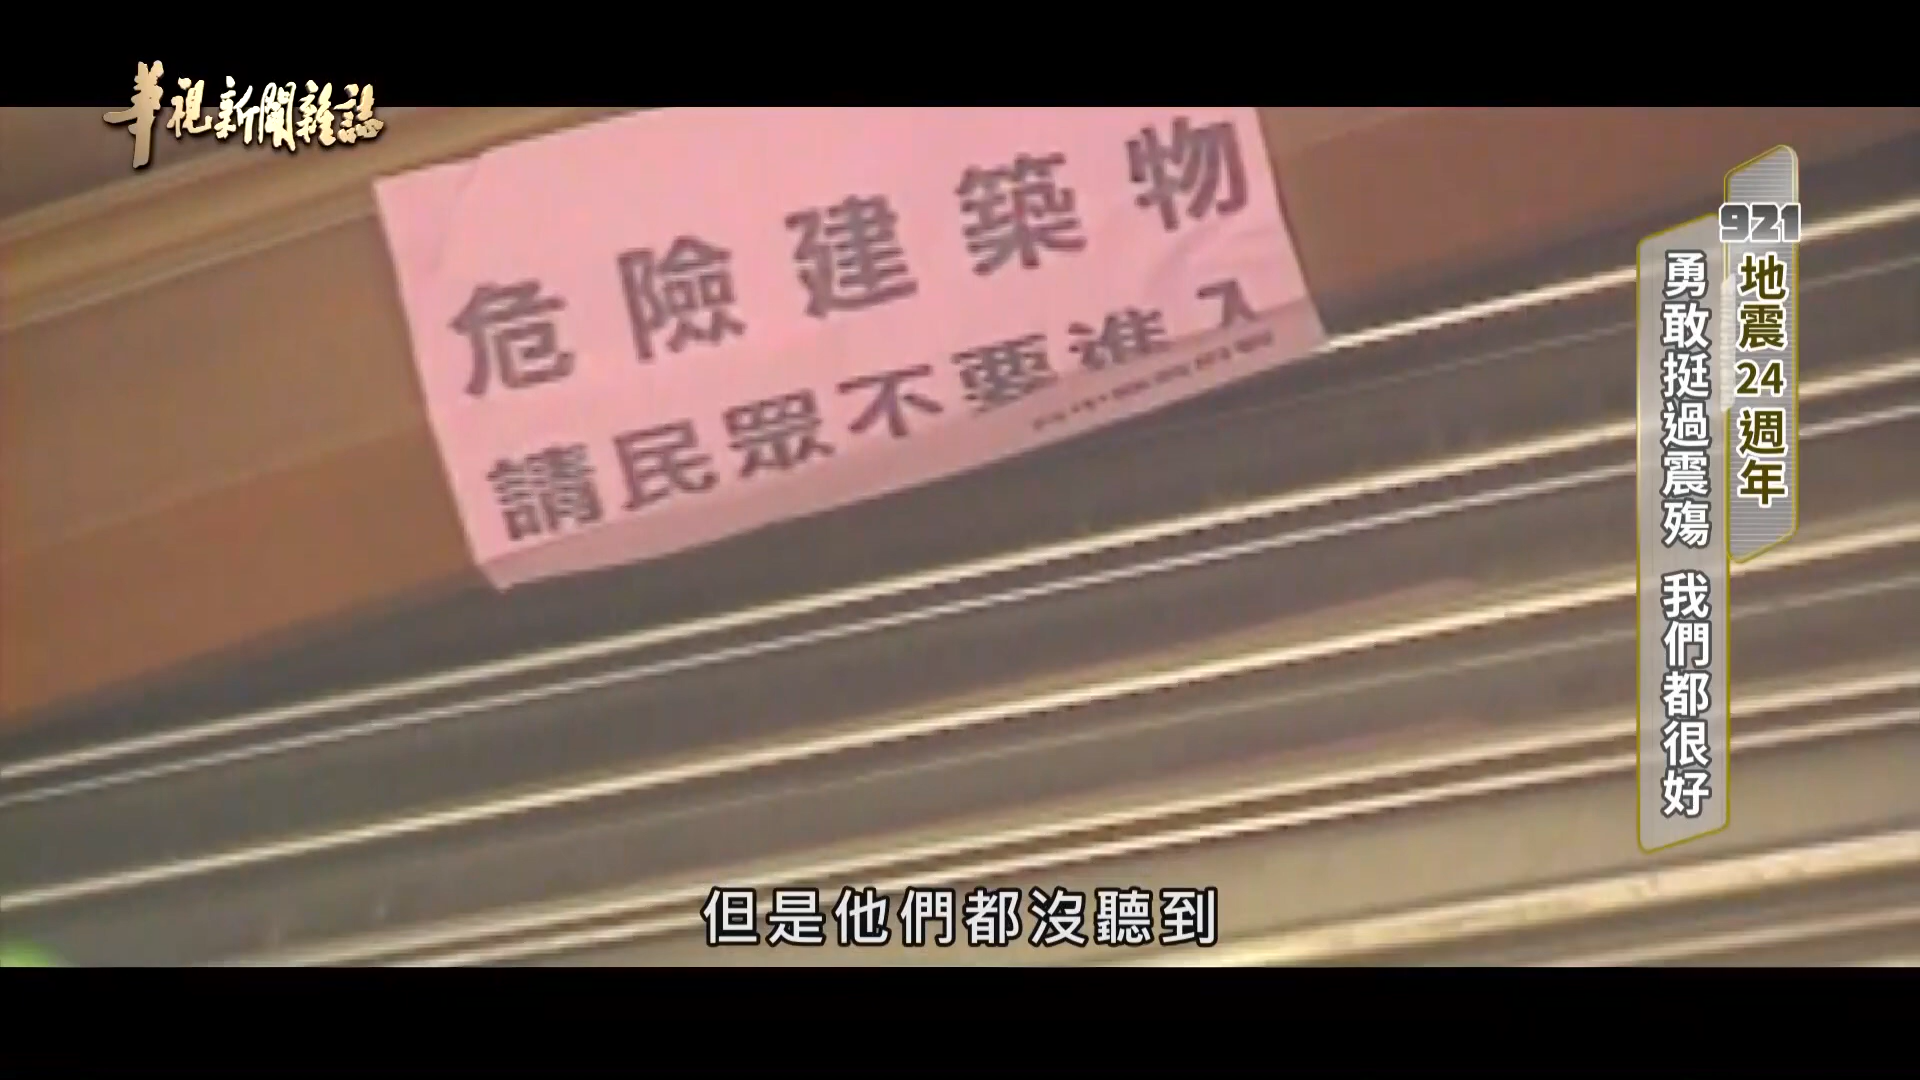 華視新聞雜誌
危險建築物
請民眾不要進入
921
地震24週年
勇敢挺過震殤 我們都很好
但是他們都沒聽到